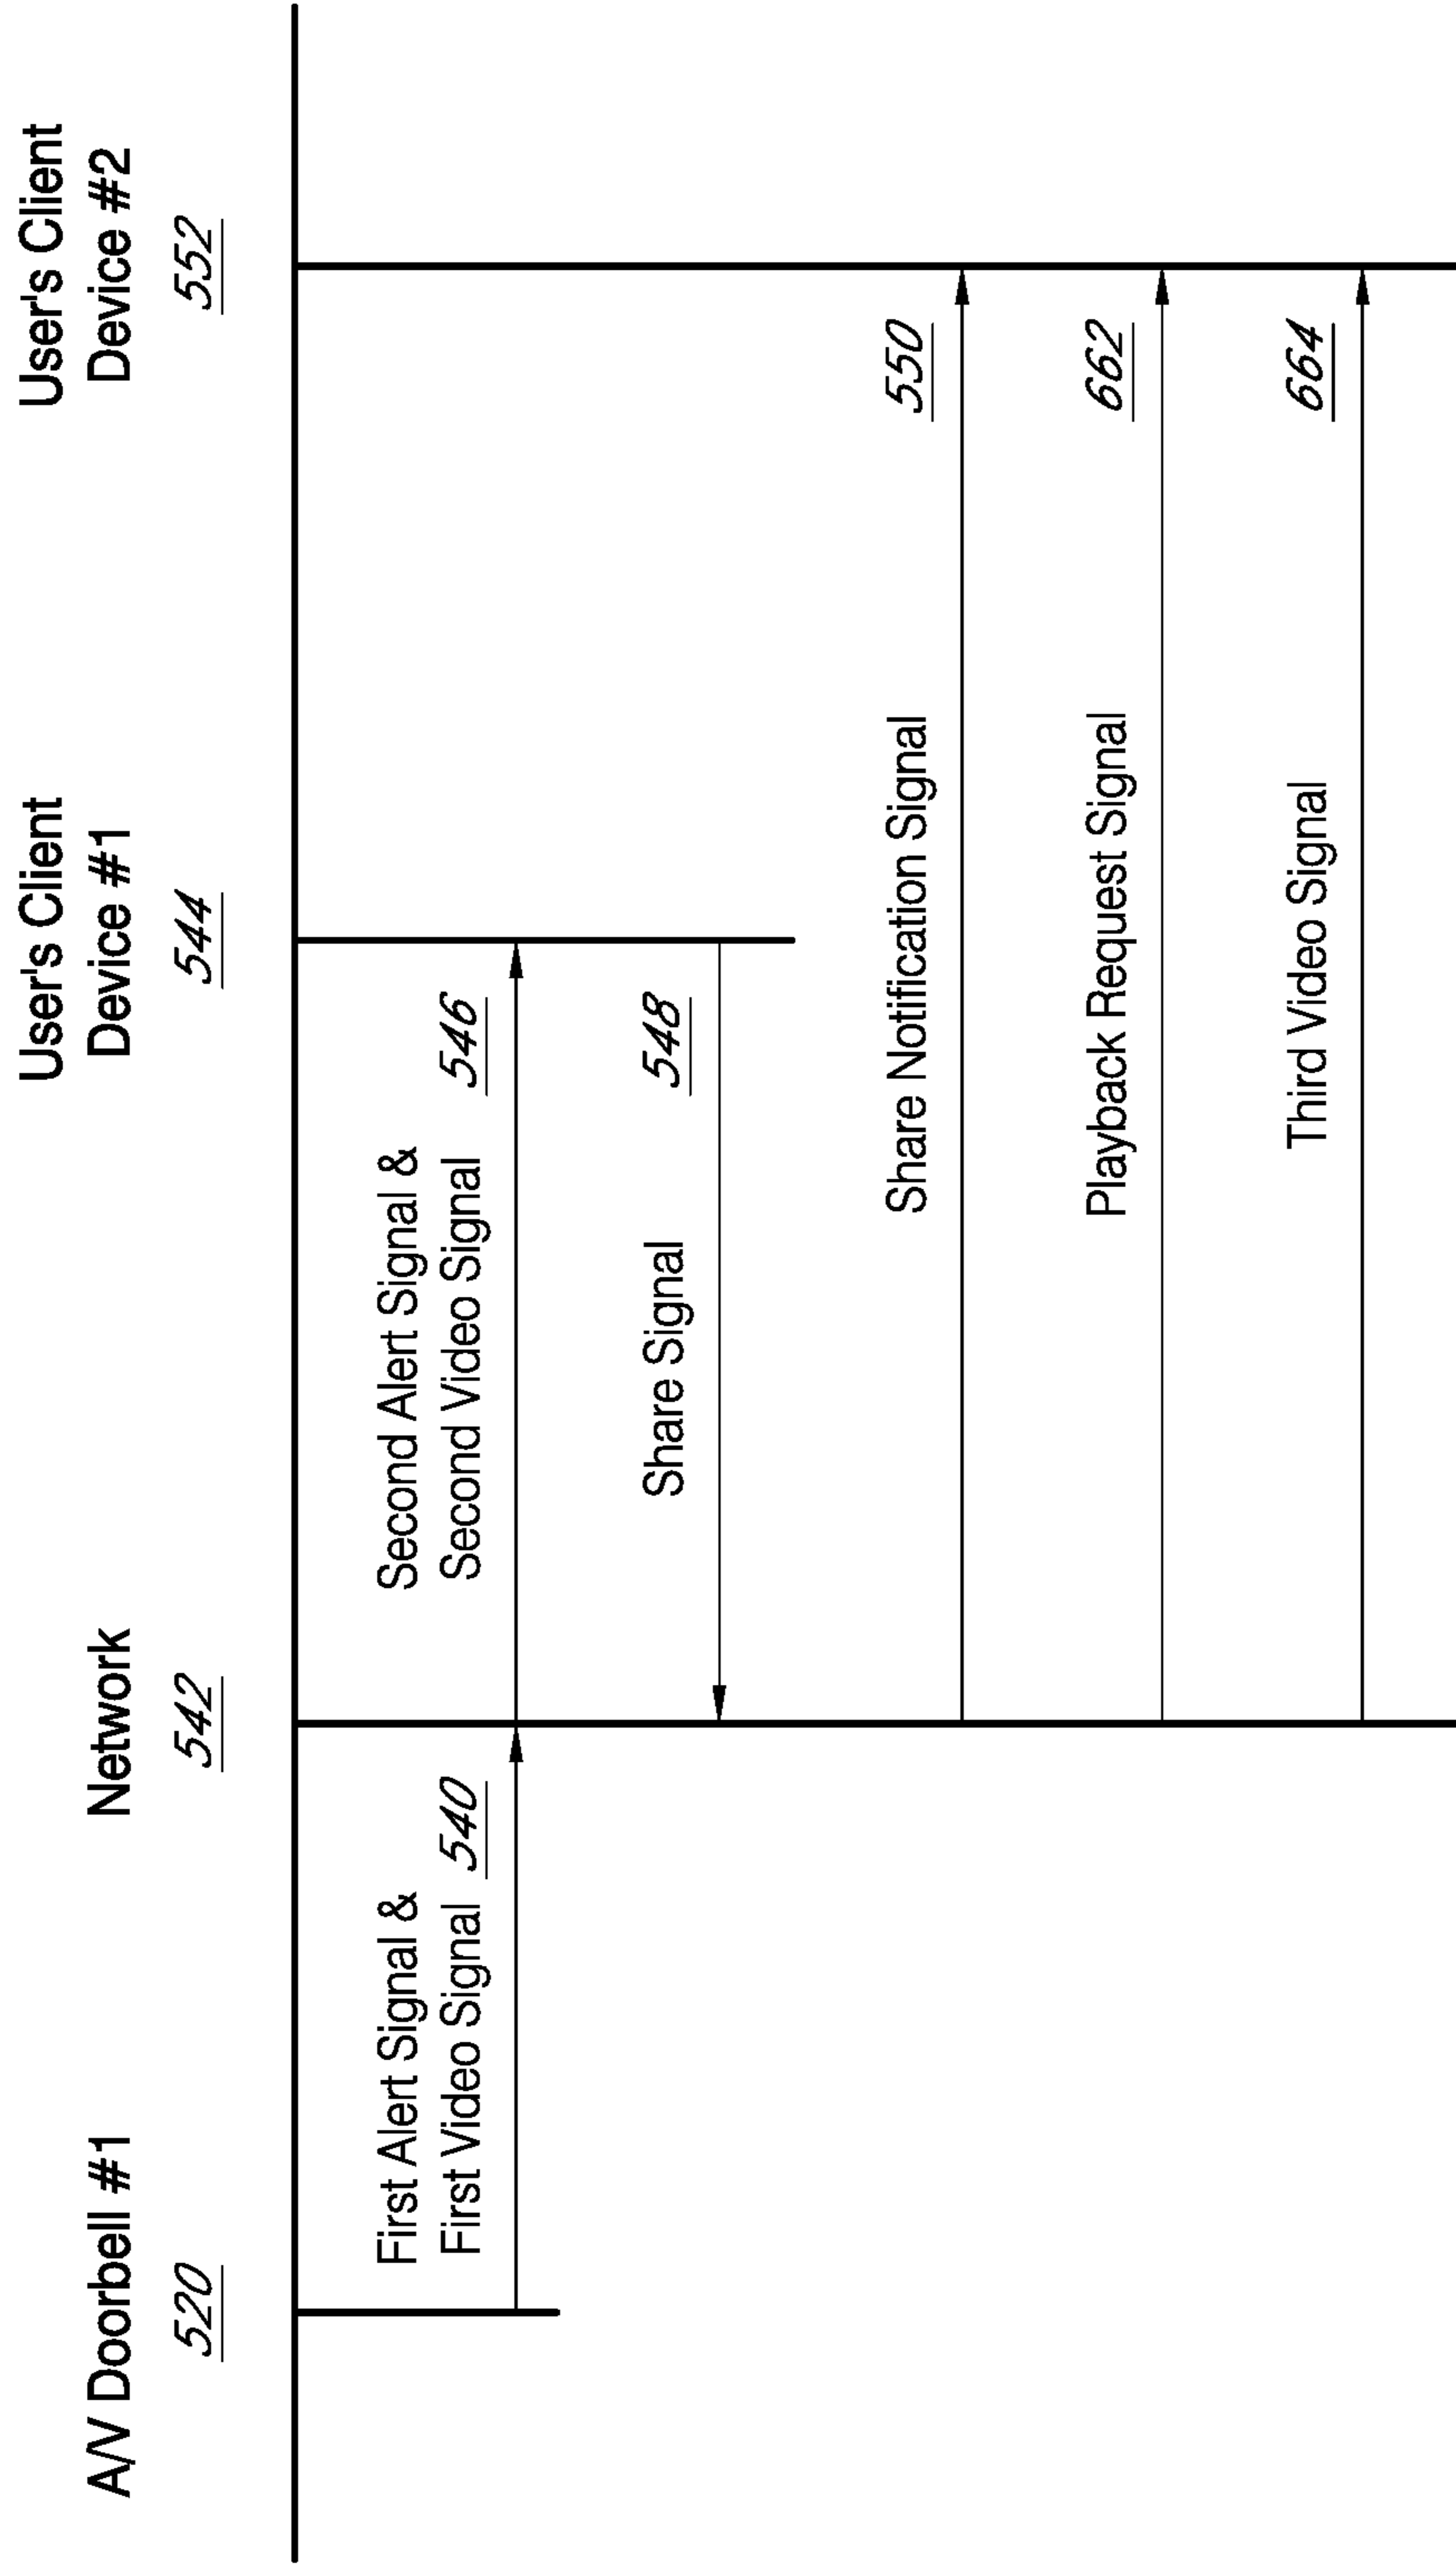 A/V Doorbell #1
520
Network
542
User's Client
Device #1
544
User's Client
Device #2
552
First Alert Signal &
First Video Signal 540
Second Alert Signal &
Second Video Signal 546
Share Signal 548
Share Notification Signal 550
Playback Request Signal 662
Third Video Signal 664